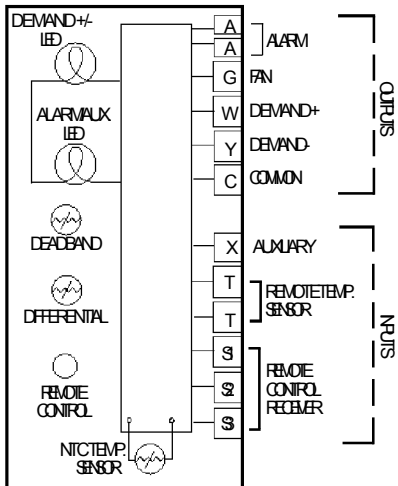 DEMAND+/-
LED
ALARM/AUX
LED
DEADBAND
DIFFERENTIAL
REMOTE
CONTROL
NTC TEMP.
SENSOR
A
A
ALARM
G FAN
W DEMAND+
Y DEMAND-
C COMMON
OUTPUTS
X AUXILIARY
T
T
REMOTE TEMP.
SENSOR
S1
S2
S3
REMOTE
CONTROL
RECEIVER
INPUTS